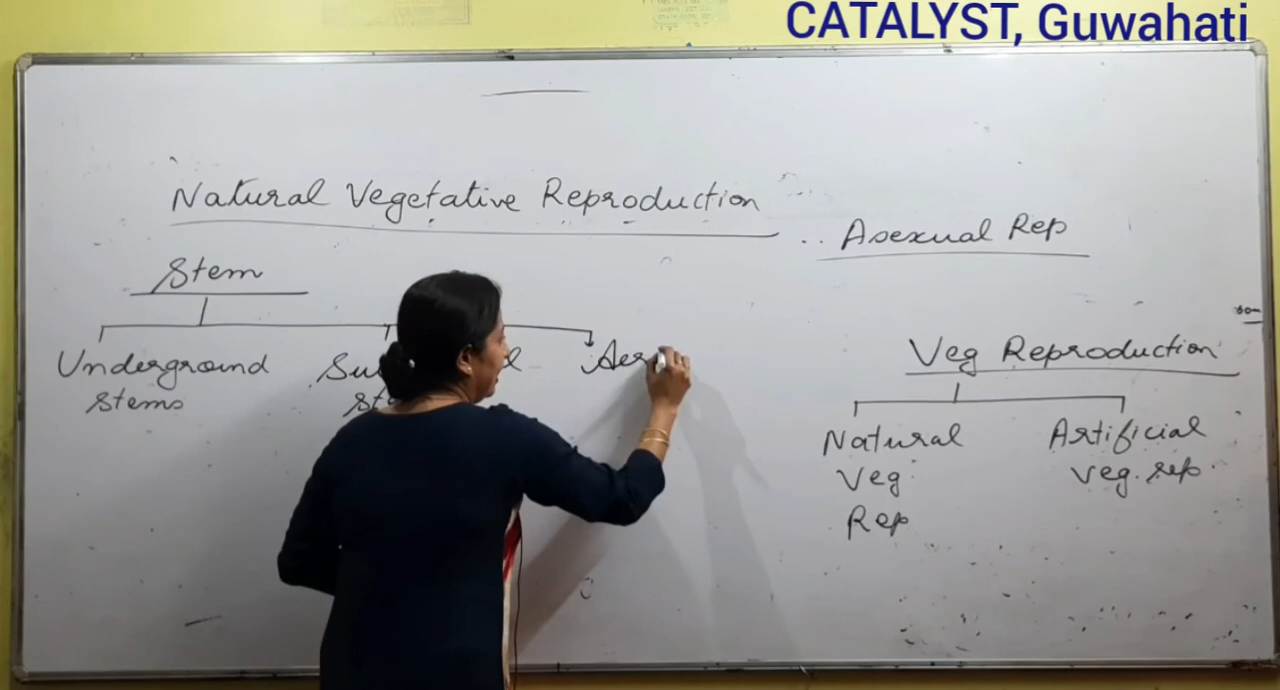 CATALYST, Guwahati
Natural Vegetative Reproduction
Asexual Rep
Stem
Underground
Stems
Veg Reproduction
Natural
Veg
Rep
Artificial
Veg. rep.